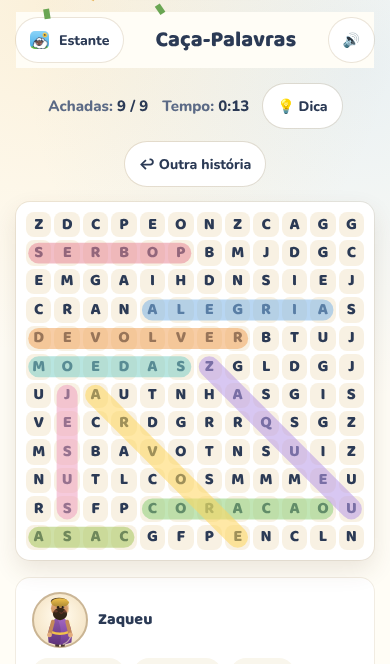 Estante
Caça-Palavras
Achadas: 9 / 9 Tempo: 0:13 Dica
Outra história
Z D C P E O N Z C A G G
S E R B O P B M J D G C
E M G A I H D N S I E J
C R A N A L E G R I A S
D E V O L V E R B T U J
M O E D A S Z G L D G J
U J A U T N H A S G I S
V E C R D G R R Q S G Z
M S B A V O T N S U I Z
N U T L C O S M M M E U
R S F P C O R A C A O U
A S A C G F P E N C L N
Zaqueu